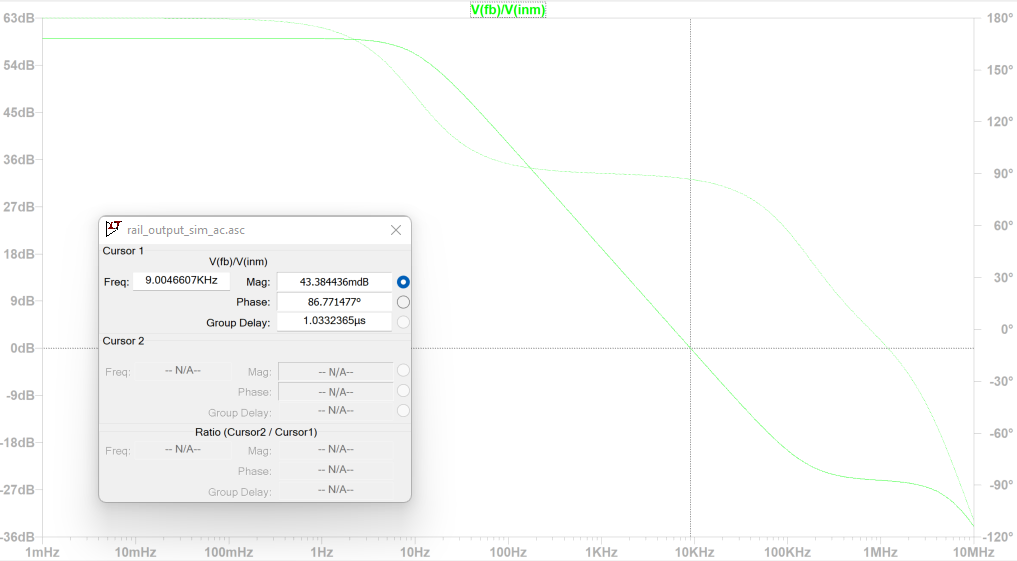 V(fb)/V(inm)
63dB
54dB
45dB
36dB
27dB
18dB
9dB
0dB
-9dB
-18dB
-27dB
-36dB
180°
150°
120°
90°
60°
30°
0°
-30°
-60°
-90°
-120°
1mHz 10mHz 100mHz 1Hz 10Hz 100Hz 1KHz 10KHz 100KHz 1MHz 10MHz
rail_output_sim_ac.asc
Cursor 1
V(fb)/V(inm)
Freq: 9.0046607KHz Mag: 43.384436mdB
Phase: 86.771477°
Group Delay: 1.0332365µs
Cursor 2
Freq: -- N/A-- Mag: -- N/A--
Phase: -- N/A--
Group Delay: -- N/A--
Ratio (Cursor2 / Cursor1)
Freq: -- N/A-- Mag: -- N/A--
Phase: -- N/A--
Group Delay: -- N/A--